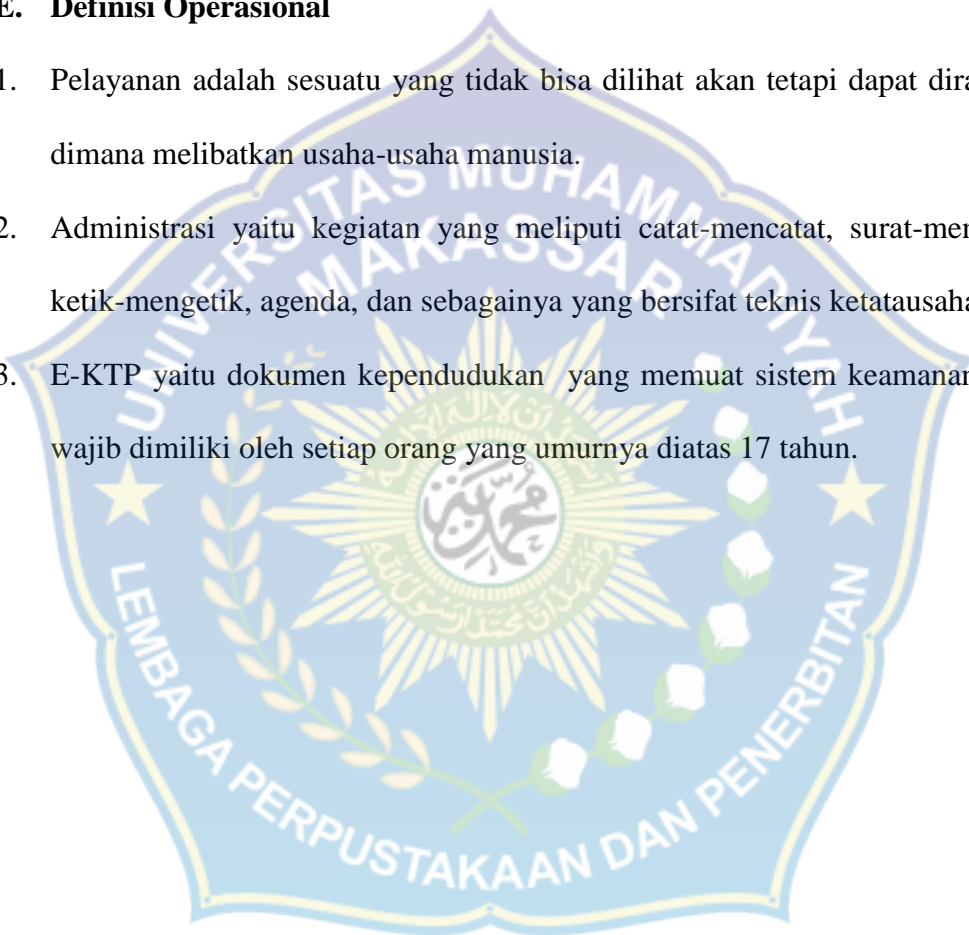 E. Definisi Operasional
1. Pelayanan adalah sesuatu yang tidak bisa dilihat akan tetapi dapat dira
dimana melibatkan usaha-usaha manusia.
2. Administrasi yaitu kegiatan yang meliputi catat-mencatat, surat-men
ketik-mengetik, agenda, dan sebagainya yang bersifat teknis ketatausaha
3. E-KTP yaitu dokumen kependudukan yang memuat sistem keamanan
wajib dimiliki oleh setiap orang yang umurnya diatas 17 tahun.
UNIVERSITAS MUHAMMADIYAH
MAKASSAR
محمد
LEMBAGA PERPUSTAKAAN DAN PENERBITAN